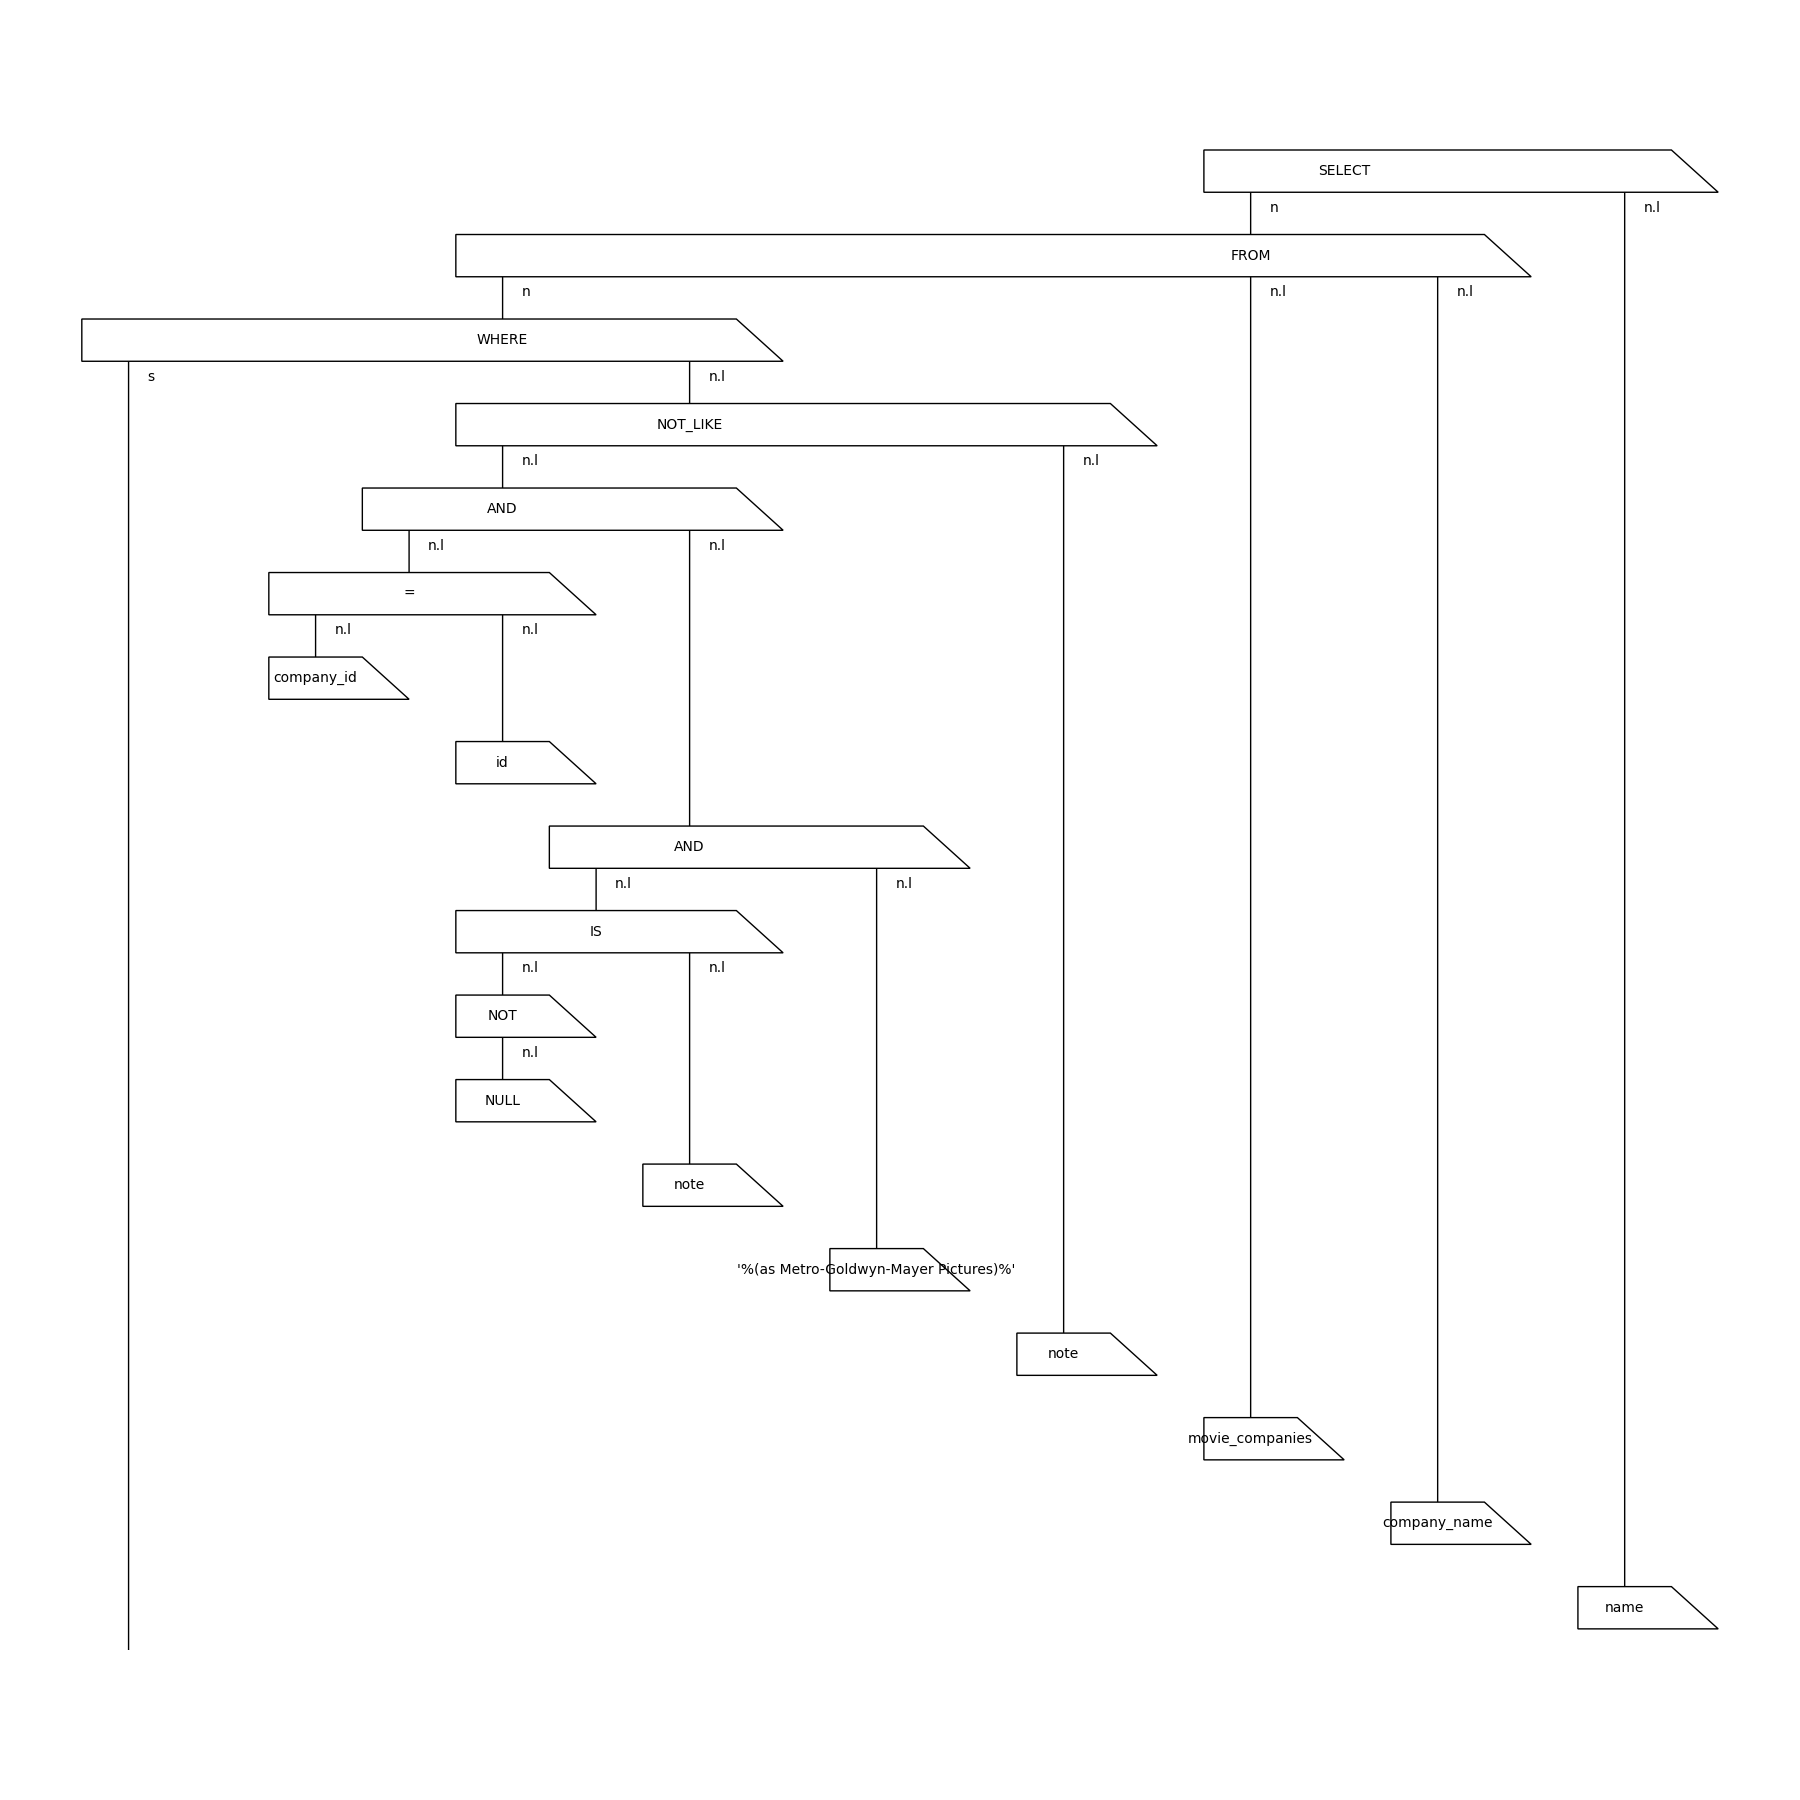 SELECT
n n.l
FROM
n n.l n.l
WHERE
s n.l
NOT_LIKE
n.l n.l
AND
n.l n.l
=
n.l n.l
company_id
id
AND
n.l n.l
IS
n.l n.l
NOT
n.l
NULL
note
'%(as Metro-Goldwyn-Mayer Pictures)%'
note
movie_companies
company_name
name